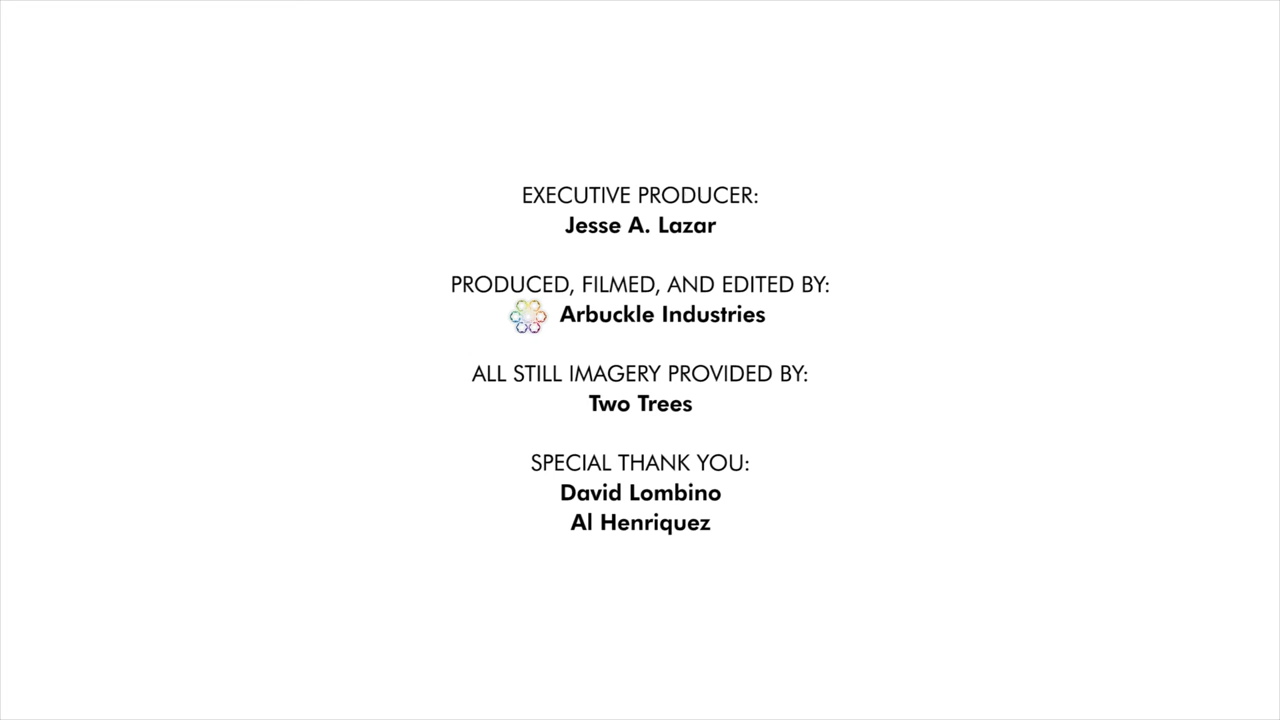 EXECUTIVE PRODUCER:
Jesse A. Lazar
PRODUCED, FILMED, AND EDITED BY:
Arbuckle Industries
ALL STILL IMAGERY PROVIDED BY:
Two Trees
SPECIAL THANK YOU:
David Lombino
Al Henriquez